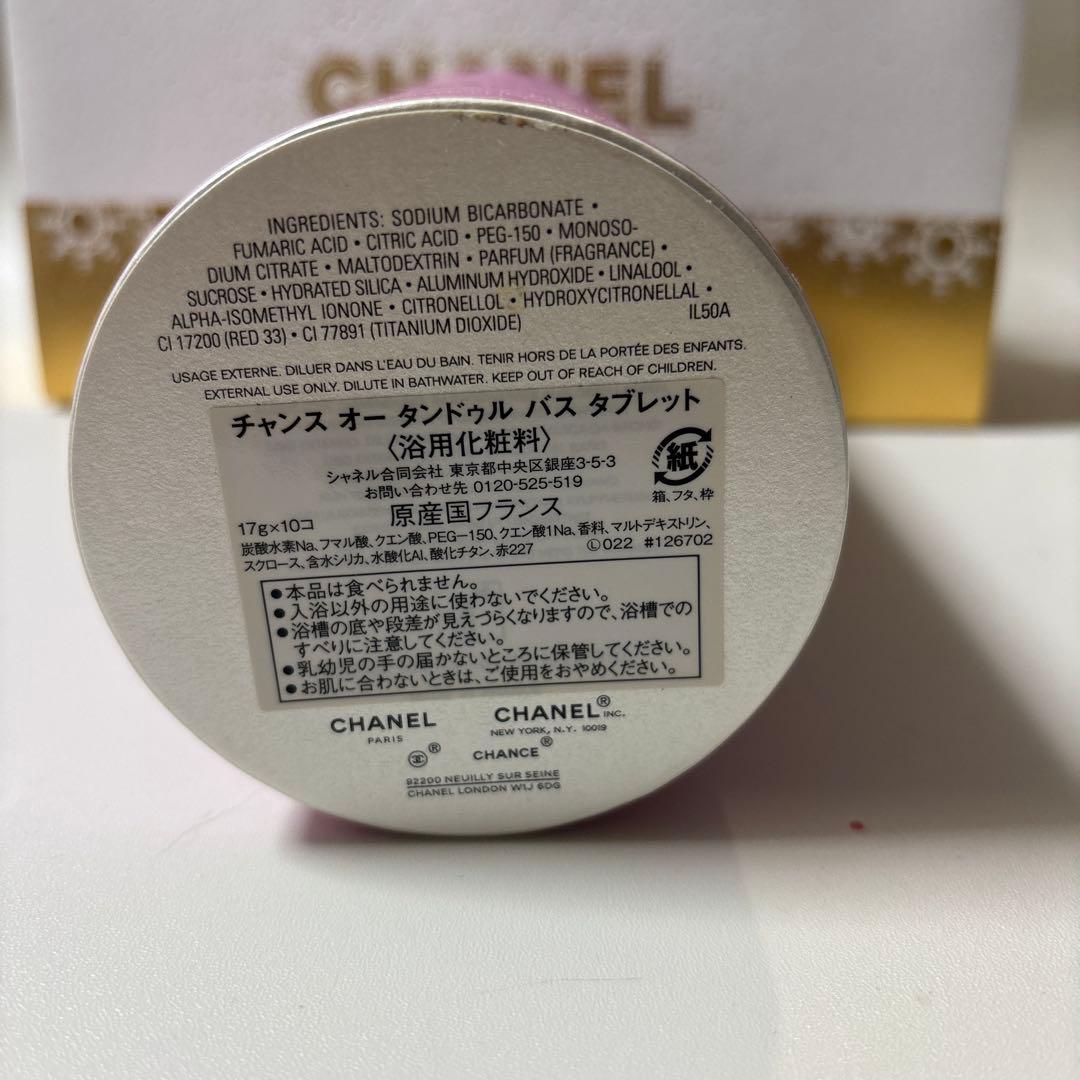 CHANEL
INGREDIENTS: SODIUM BICARBONATE •
FUMARIC ACID • CITRIC ACID • PEG-150 • MONOSO-
DIUM CITRATE • MALTODEXTRIN • PARFUM (FRAGRANCE) •
SUCROSE • HYDRATED SILICA • ALUMINUM HYDROXIDE • LINALOOL •
ALPHA-ISOMETHYL IONONE • CITRONELLOL • HYDROXYCITRONELLAL •
CI 17200 (RED 33) • CI 77891 (TITANIUM DIOXIDE) IL50A
USAGE EXTERNE. DILUER DANS L'EAU DU BAIN. TENIR HORS DE LA PORTÉE DES ENFANTS.
EXTERNAL USE ONLY. DILUTE IN BATHWATER. KEEP OUT OF REACH OF CHILDREN.
チャンス オー タンドゥル バス タブレット
〈浴用化粧料〉
シャネル合同会社 東京都中央区銀座3-5-3
お問い合わせ先 0120-525-519
原産国フランス
紙
箱、フタ、枠
17g×10コ
炭酸水素Na、フマル酸、クエン酸、PEG-150、クエン酸1Na、香料、マルトデキストリン、
スクロース、含水シリカ、水酸化Al、酸化チタン、赤227 Ⓛ022 #126702
●本品は食べられません。
●入浴以外の用途に使わないでください。
●浴槽の底や段差が見えづらくなりますので、浴槽での
すべりに注意してください。
●乳幼児の手の届かないところに保管してください。
●お肌に合わないときは、ご使用をおやめください。
CHANEL CHANEL® INC.
PARIS NEW YORK, N.Y. 10019
® CHANCE®
92200 NEUILLY SUR SEINE
CHANEL LONDON W1J 6DG